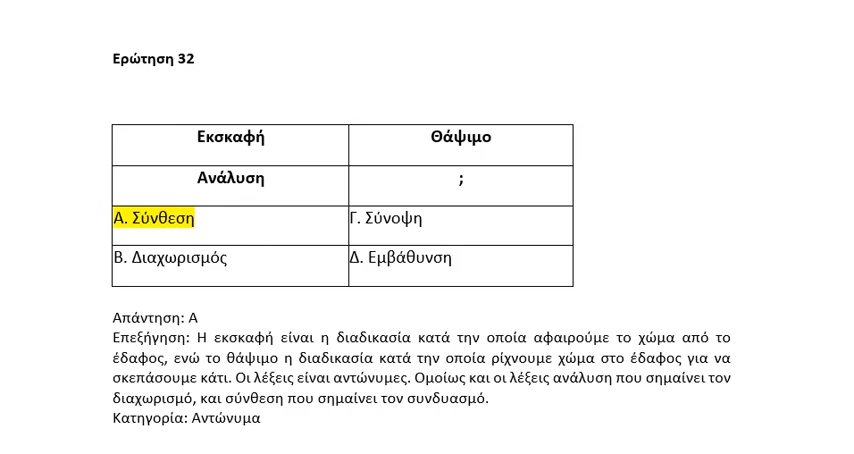 Ερώτηση 32
Εκσκαφή Θάψιμο
Ανάλυση ;
Α. Σύνθεση Γ. Σύνοψη
Β. Διαχωρισμός Δ. Εμβάθυνση
Απάντηση: Α
Επεξήγηση: Η εκσκαφή είναι η διαδικασία κατά την οποία αφαιρούμε το χώμα από το
έδαφος, ενώ το θάψιμο η διαδικασία κατά την οποία ρίχνουμε χώμα στο έδαφος για να
σκεπάσουμε κάτι. Οι λέξεις είναι αντώνυμες. Ομοίως και οι λέξεις ανάλυση που σημαίνει τον
διαχωρισμό, και σύνθεση που σημαίνει τον συνδυασμό.
Κατηγορία: Αντώνυμα